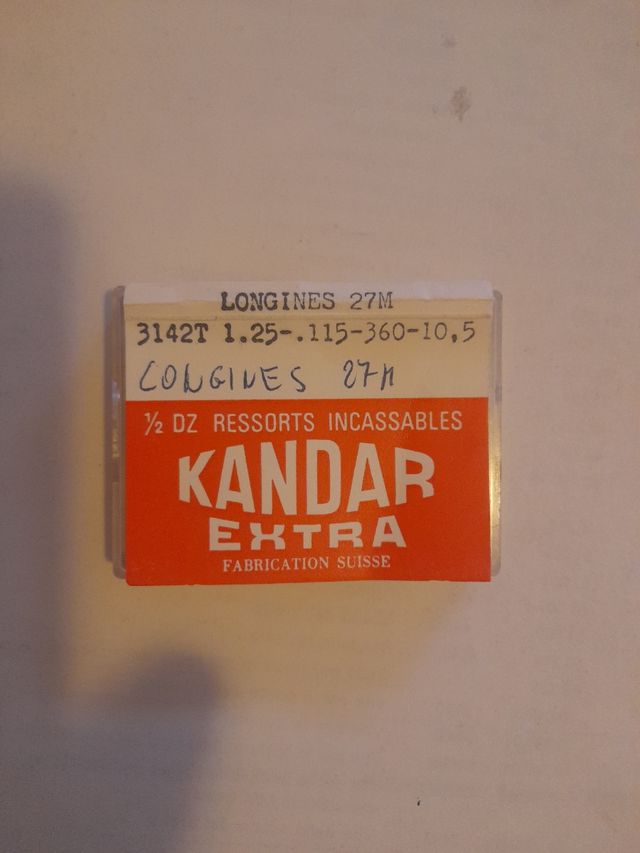 LONGINES 27M
3142T 1.25-.115-360-10,5
LONGINES 27M
½ DZ RESSORTS INCASSABLES
KANDAR
EXTRA
FABRICATION SUISSE